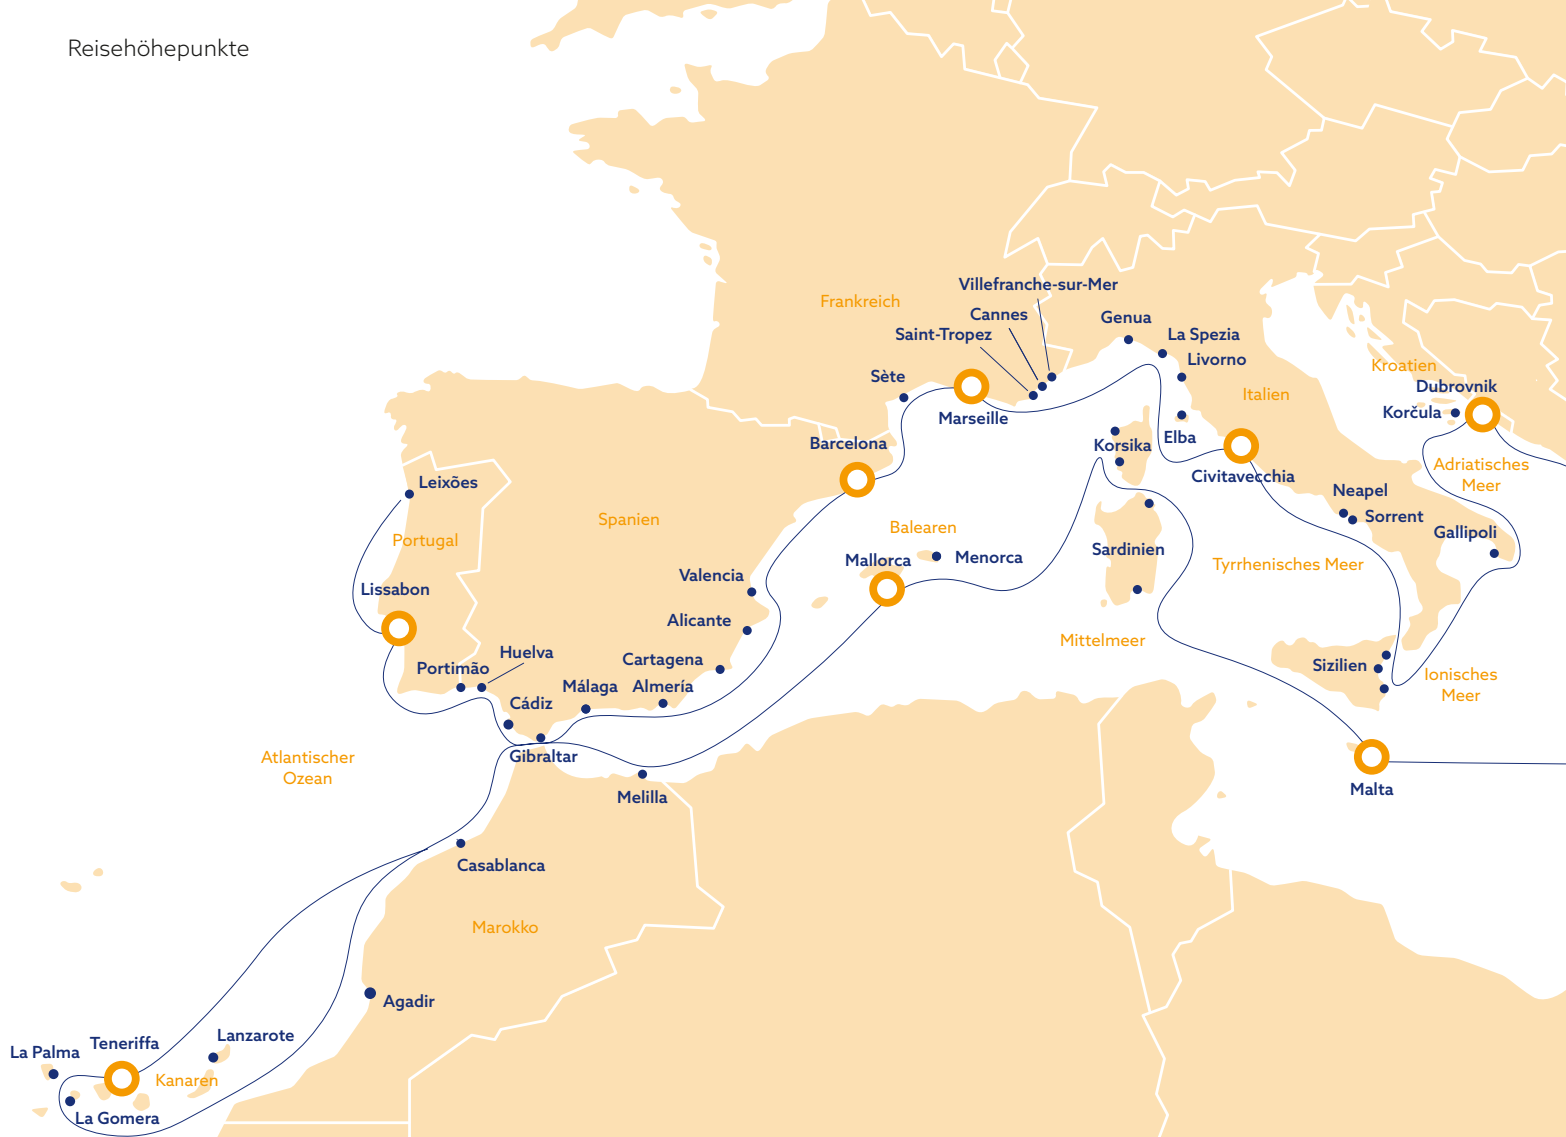 Reisehöhepunkte
Villefranche-sur-Mer
Frankreich
Cannes
Genua
Saint-Tropez
La Spezia
Livorno
Kroatien
Sète
Dubrovnik
Italien
Korčula
Marseille
Elba
Barcelona
Korsika
Adriatisches
Meer
Civitavecchia
Leixões
Neapel
Sorrent
Spanien
Balearen
Gallipoli
Portugal
Sardinien
Mallorca
Menorca
Tyrrhenisches Meer
Valencia
Lissabon
Alicante
Mittelmeer
Huelva
Cartagena
Portimão
Sizilien
Ionisches
Meer
Málaga
Almería
Cádiz
Atlantischer
Ozean
Gibraltar
Malta
Melilla
Casablanca
Marokko
Agadir
Lanzarote
Teneriffa
La Palma
Kanaren
La Gomera